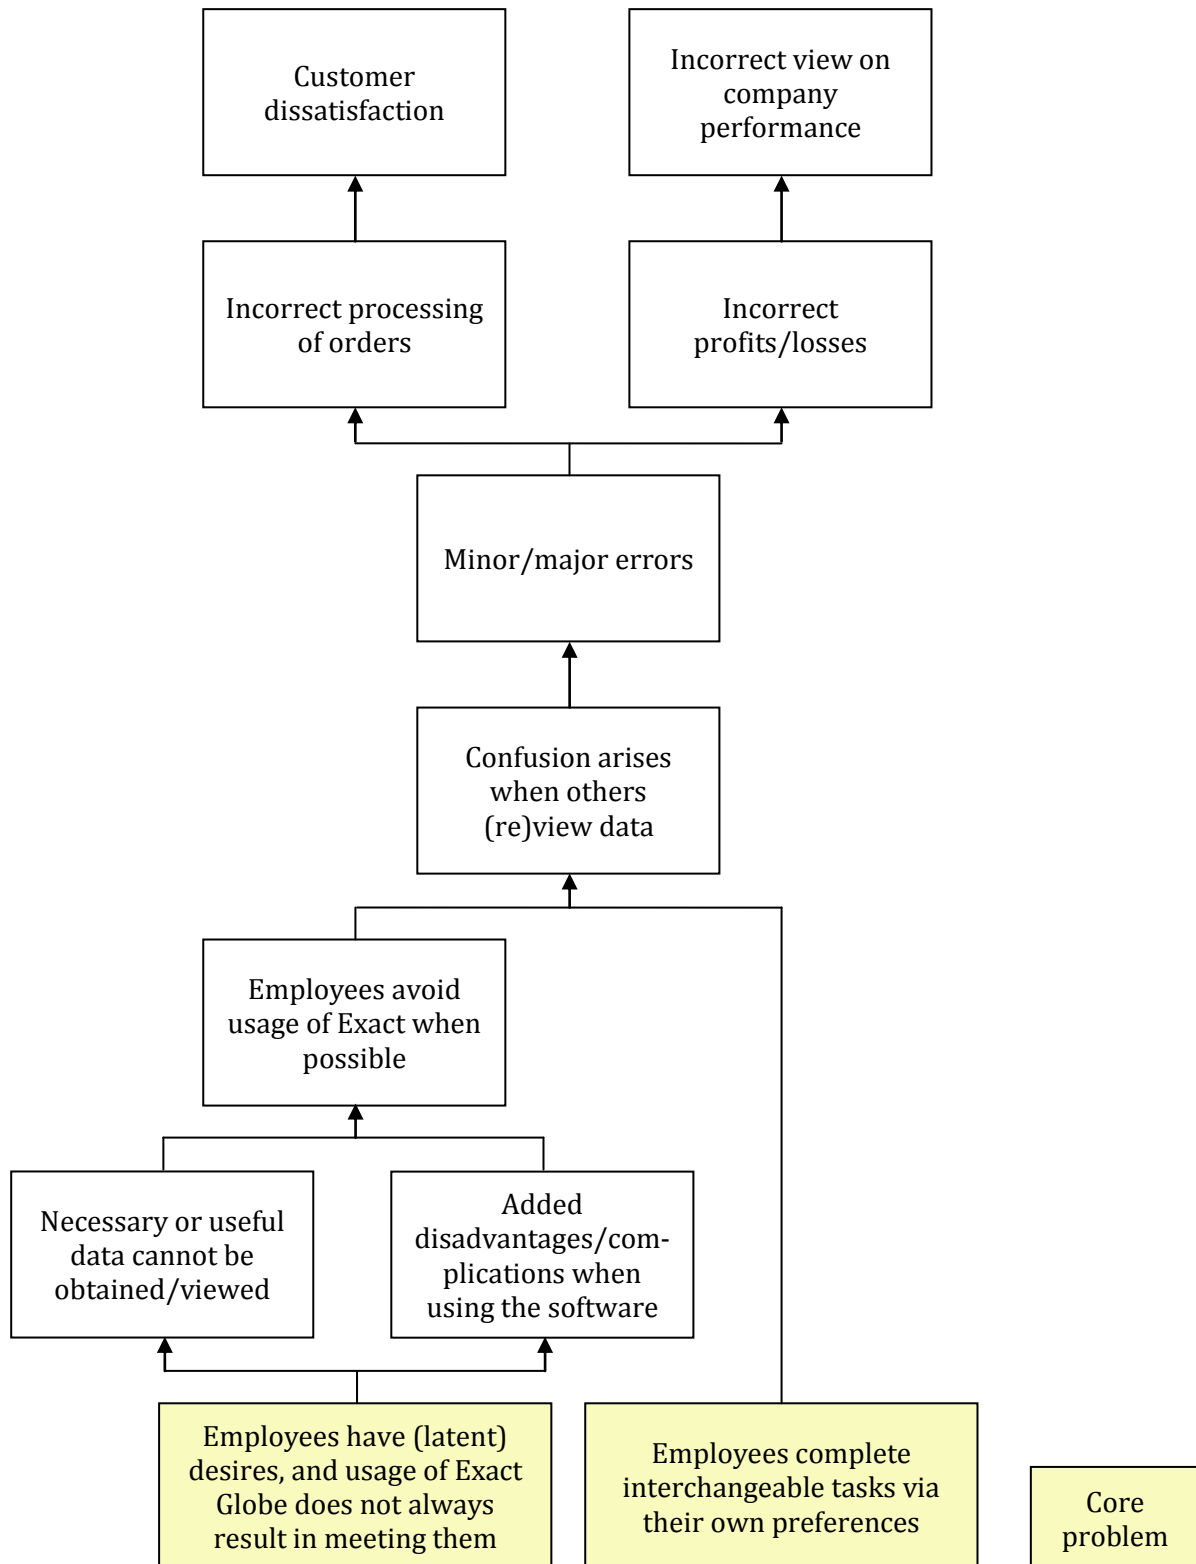 Customer
dissatisfaction
Incorrect view on
company
performance
Incorrect processing
of orders
Incorrect
profits/losses
Minor/major errors
Confusion arises
when others
(re)view data
Employees avoid
usage of Exact when
possible
Necessary or useful
data cannot be
obtained/viewed
Added
disadvantages/com-
plications when
using the software
Employees have (latent)
desires, and usage of Exact
Globe does not always
result in meeting them
Employees complete
interchangeable tasks via
their own preferences
Core
problem